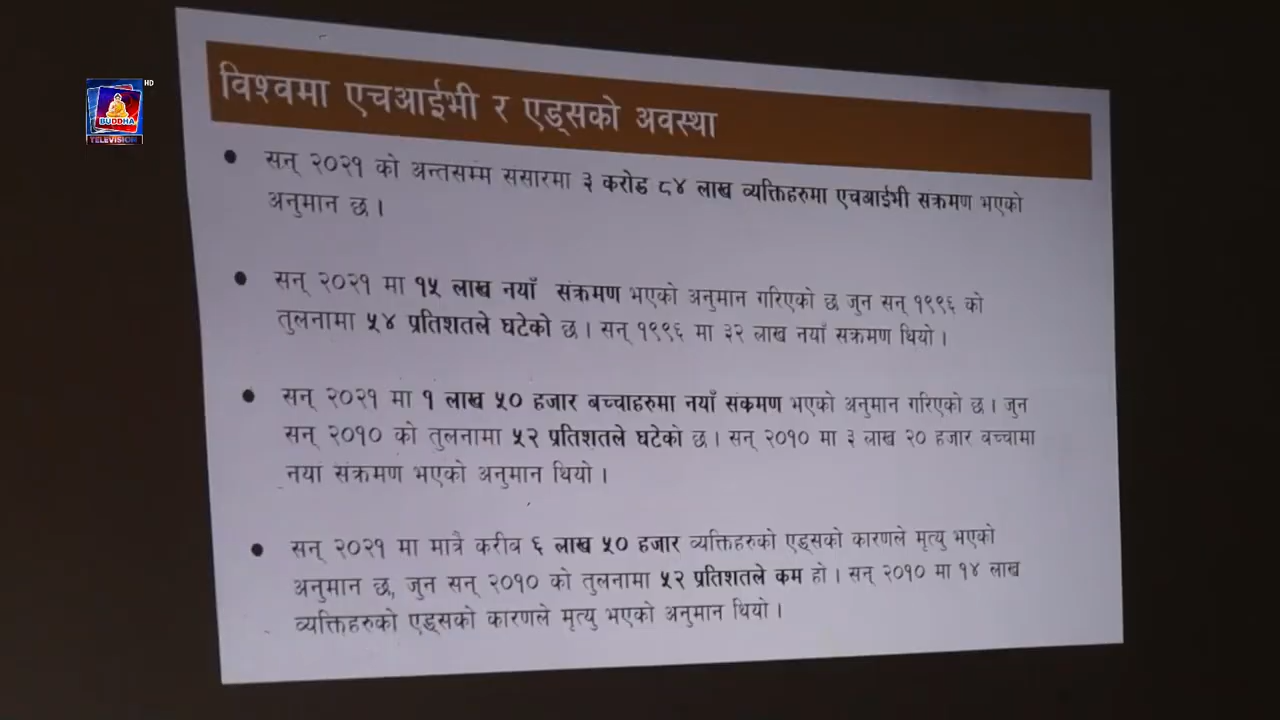 HD
BUDDHA
TELEVISION
विश्वमा एचआईभी र एड्सको अवस्था
• सन् २०२१ को अन्तसम्म संसारमा ३ करोड ८४ लाख व्यक्तिहरुमा एचआईभी संक्रमण भएको
अनुमान छ ।
• सन् २०२१ मा १५ लाख नयाँ संक्रमण भएको अनुमान गरिएको छ जुन सन् १९९६ को
तुलनामा ५४ प्रतिशतले घटेको छ । सन् १९९६ मा ३२ लाख नयाँ संक्रमण थियो ।
• सन् २०२१ मा १ लाख ५० हजार बच्चाहरुमा नयाँ संकमण भएको अनुमान गरिएको छ । जुन
सन् २०१० को तुलनामा ५२ प्रतिशतले घटेको छ । सन् २०१० मा ३ लाख २० हजार बच्चामा
नयां संक्रमण भएको अनुमान थियो ।
• सन् २०२१ मा मात्रै करीब ६ लाख ५० हजार व्यक्तिहरुको एड्सको कारणले मृत्यु भएको
अनुमान छ, जुन सन् २०१० को तुलनामा ५२ प्रतिशतले कम हो । सन् २०१० मा १४ लाख
व्यक्तिहरुको एड्सको कारणले मृत्यु भएको अनुमान थियो ।